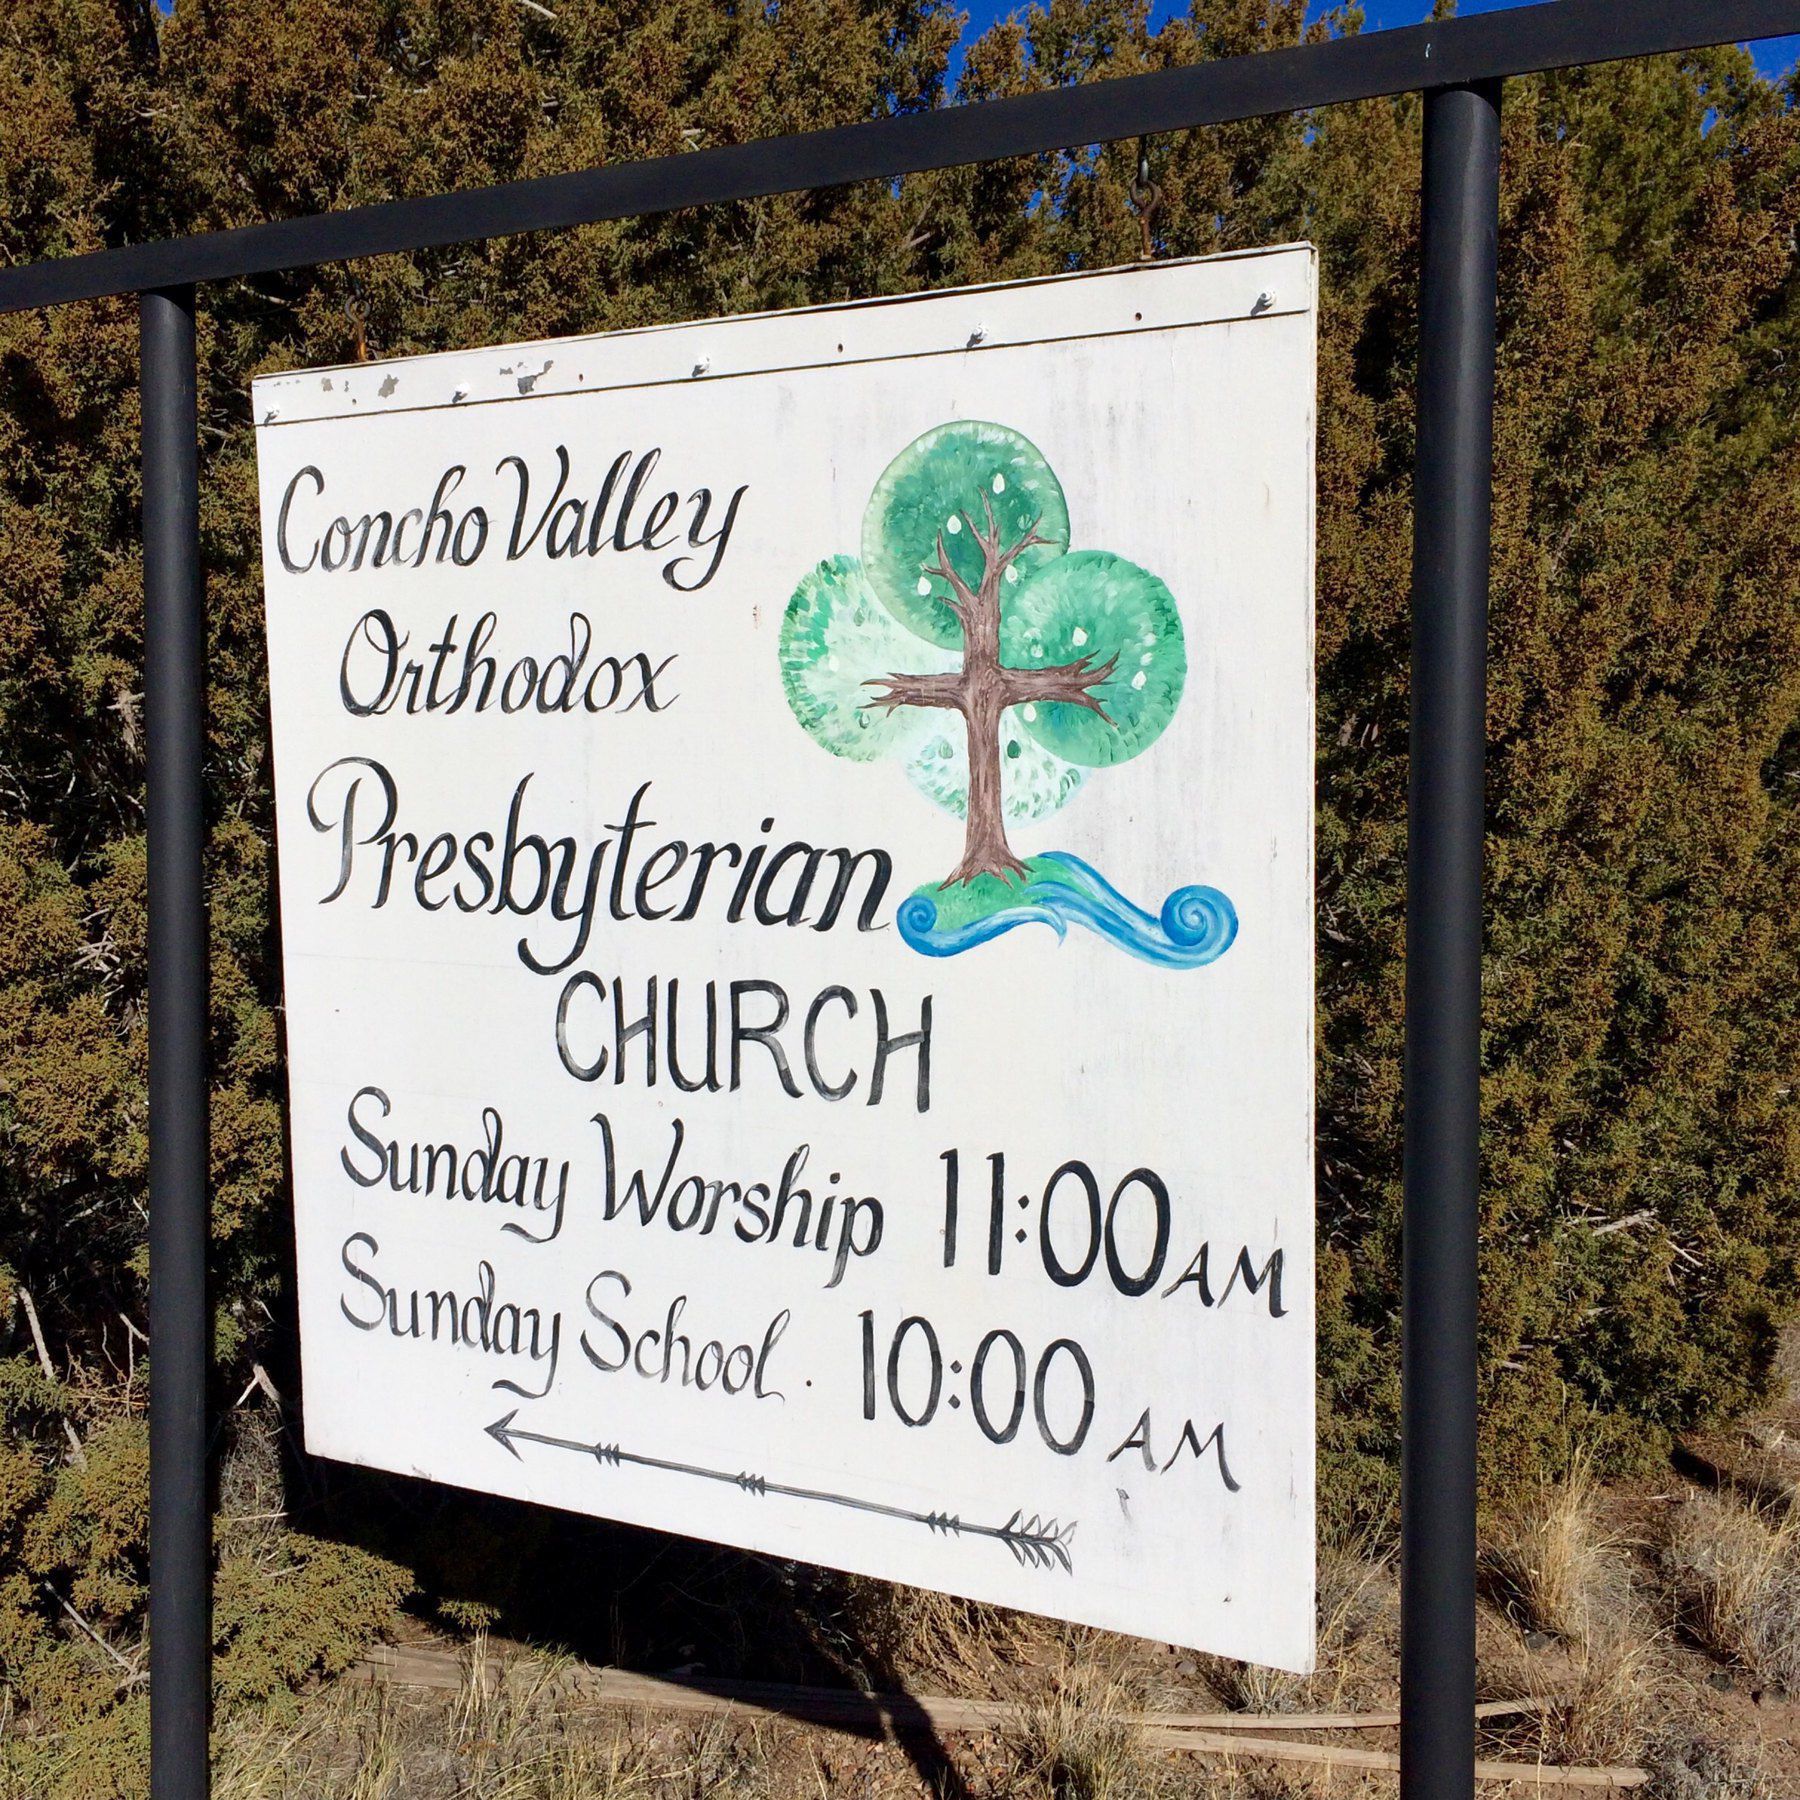 Concho Valley
Orthodox
Presbyterian
CHURCH
Sunday Worship 11:00 AM
Sunday School . 10:00 AM